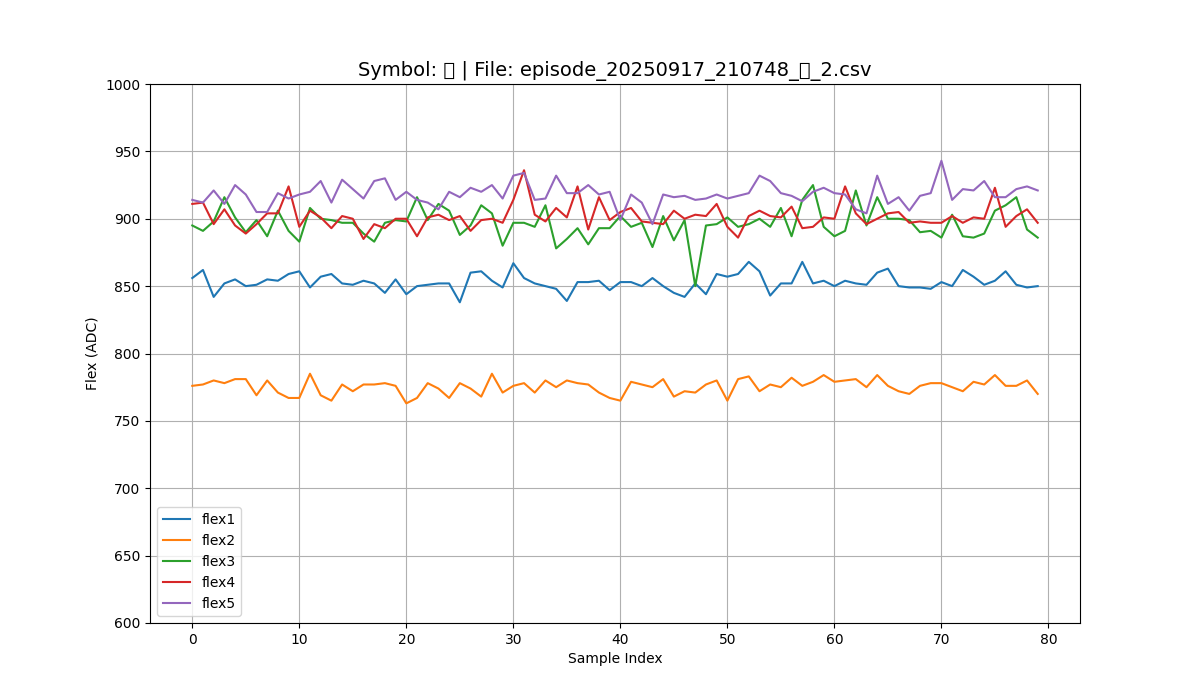 Symbol: ▯ | File: episode_20250917_210748_▯_2.csv
1000
950
900
850
800
750
700
650
600
Flex (ADC)
flex1
flex2
flex3
flex4
flex5
0 10 20 30 40 50 60 70 80
Sample Index